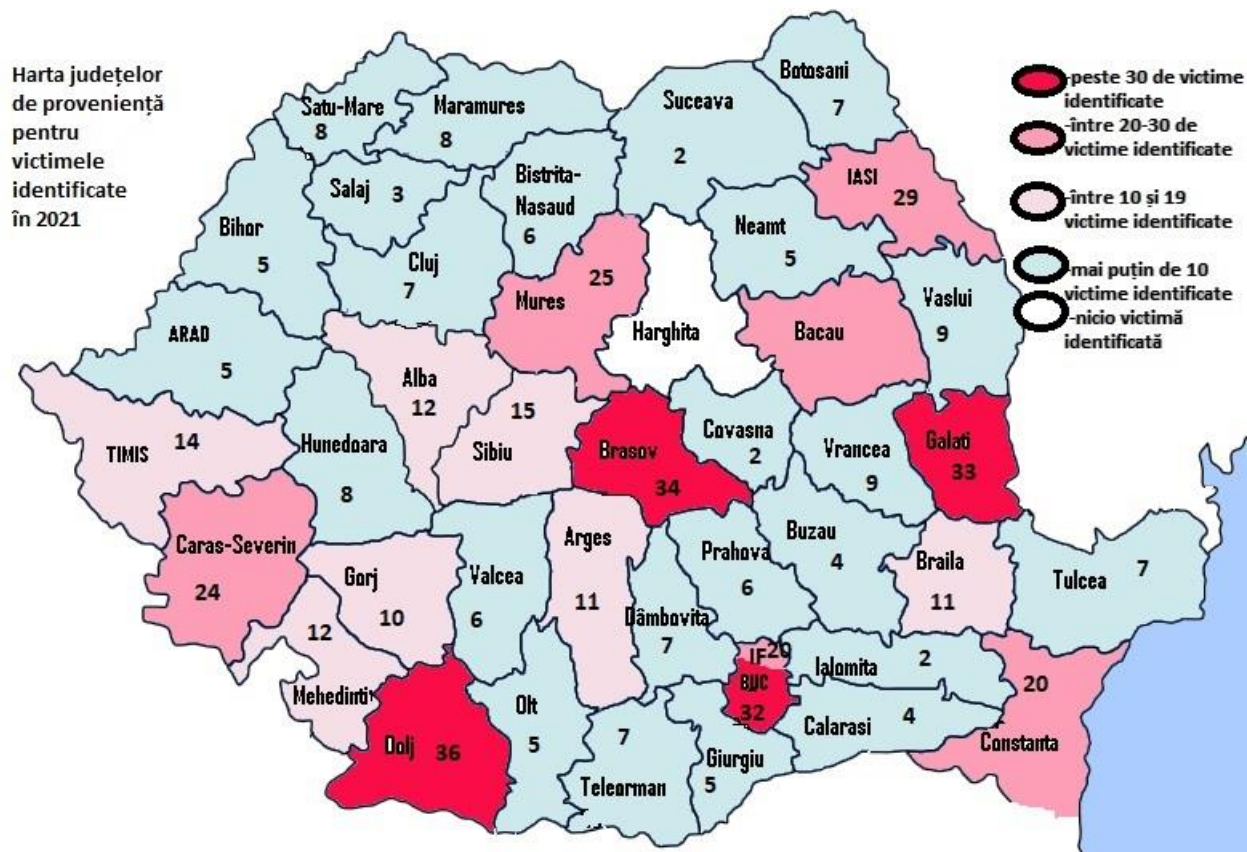 Harta județelor
de proveniență
pentru
victimele
identificate
în 2021
-peste 30 de victime
identificate
-între 20-30 de
victime identificate
-între 10 și 19
victime identificate
-mai puțin de 10
victime identificate
-nicio victimă
identificată
Botosani
7
Satu-Mare
8
Maramures
8
Suceava
2
IASI
29
Salaj
3
Bistrita-
Nasaud
6
Neamt
5
Bihor
5
Cluj
7
Mures
25
Harghita
Bacau
Vaslui
9
ARAD
5
Alba
12
Sibiu
15
Brasov
34
Covasna
2
Vrancea
9
Galati
33
TIMIS
14
Hunedoara
8
Caras-Severin
24
Gorj
10
Valcea
6
Arges
11
Dâmbovita
7
Prahova
6
Buzau
4
Braila
11
Tulcea
7
12
Mehedinti
IF
20
BUC
32
Ialomita
2
Constanta
20
Dolj
36
Olt
5
7
Teleorman
Giurgiu
5
Calarasi
4